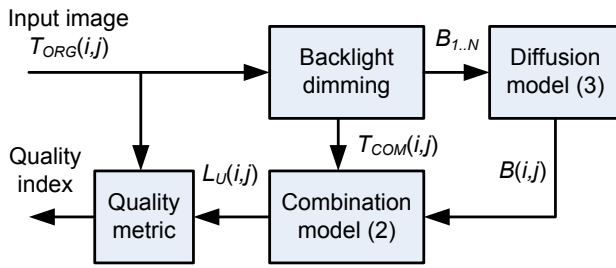 Input image
T_ORG(i,j)
Backlight
dimming
B_1..N
Diffusion
model (3)
T_COM(i,j)
B(i,j)
Quality
index
L_U(i,j)
Quality
metric
Combination
model (2)